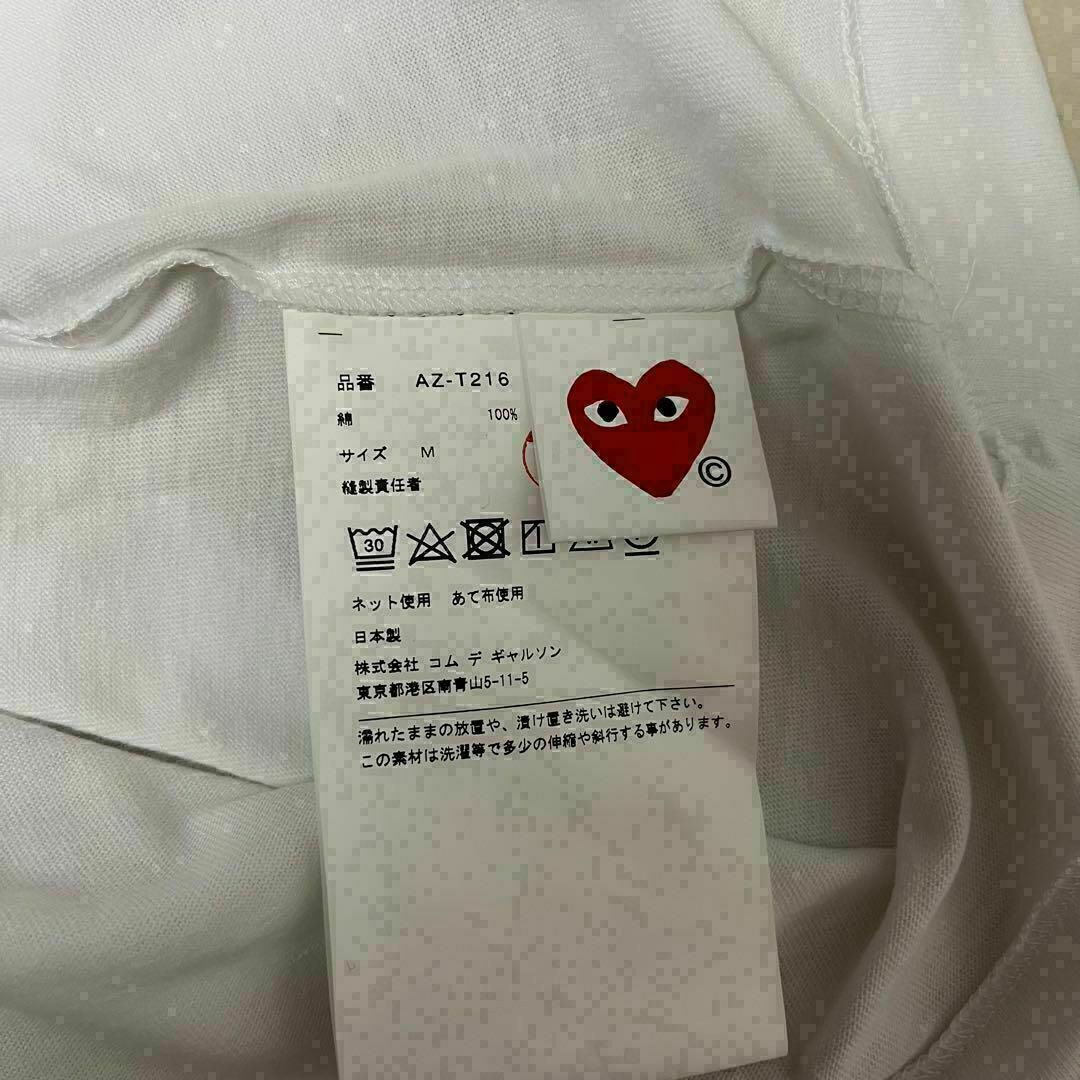 品番 AZ-T216
綿 100%
サイズ M
縫製責任者
©
30
ネット使用 あて布使用
日本製
株式会社 コム デ ギャルソン
東京都港区南青山5-11-5
濡れたままの放置や、漬け置き洗いは避けて下さい。
この素材は洗濯等で多少の伸縮や斜行する事があります。